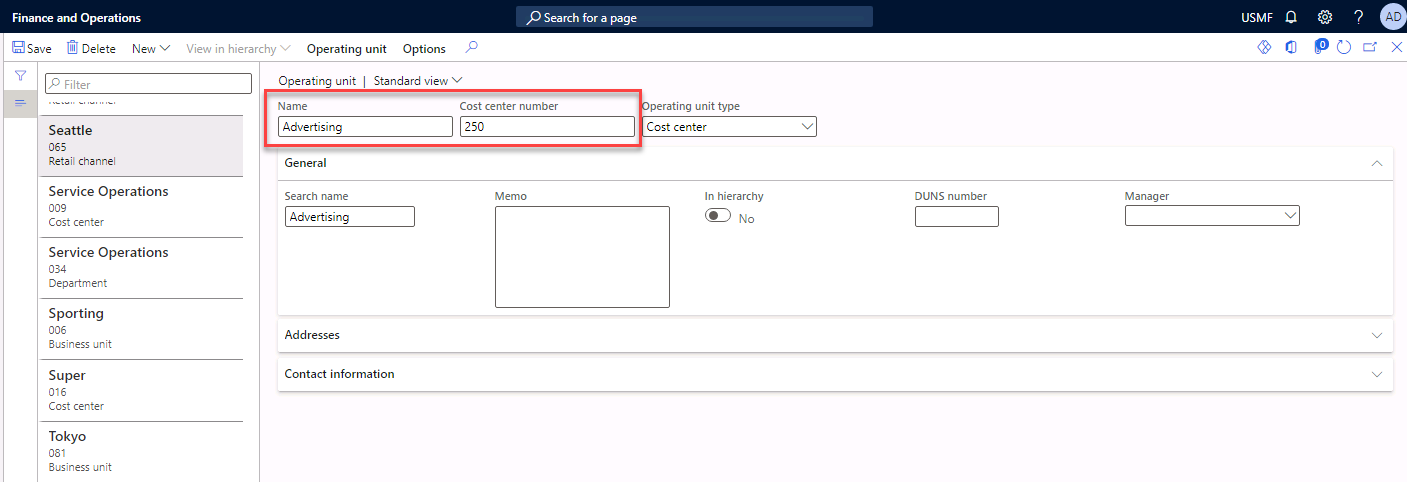 Finance and Operations
Search for a page
USMF
AD
Save Delete New View in hierarchy Operating unit Options
0
Filter
Retail channel
Seattle
065
Retail channel
Service Operations
009
Cost center
Service Operations
034
Department
Sporting
006
Business unit
Super
016
Cost center
Tokyo
081
Business unit
Operating unit | Standard view
Name Cost center number Operating unit type
Advertising 250 Cost center
General
Search name Memo In hierarchy DUNS number Manager
Advertising No
Addresses
Contact information